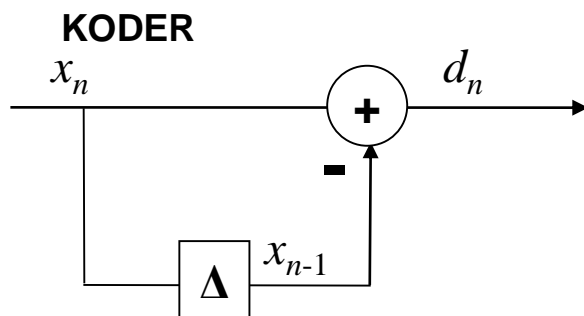 KODER
xₙ dₙ
+
-
xₙ₋₁
Δ